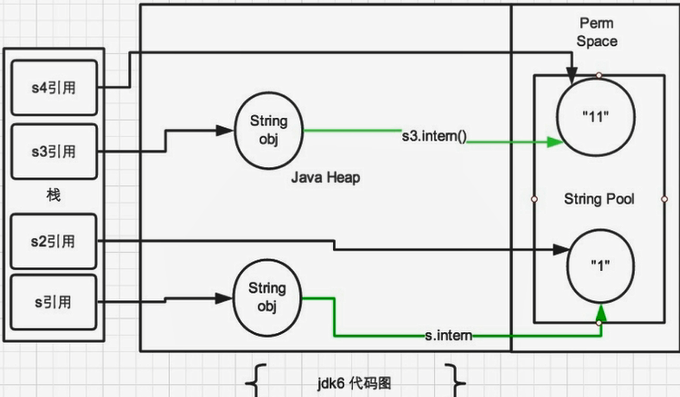 Perm
Space
s4引用
String
obj
"11"
s3引用
s3.intern()
Java Heap
栈
String Pool
s2引用
"1"
String
obj
s引用
s.intern
jdk6 代码图